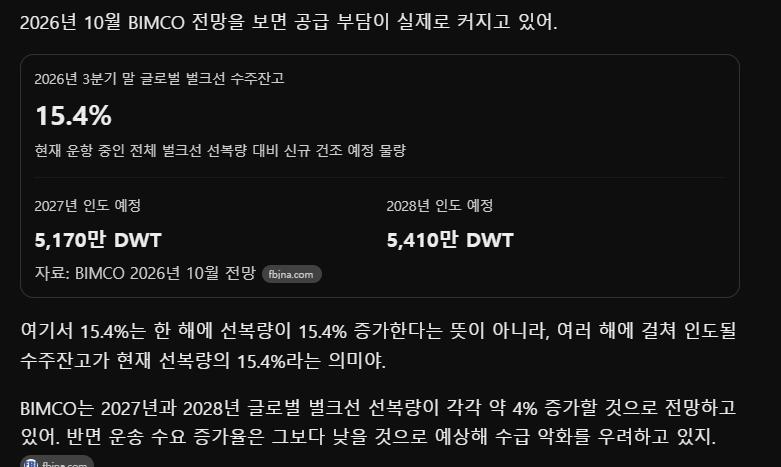 2026년 10월 BIMCO 전망을 보면 공급 부담이 실제로 커지고 있어.
2026년 3분기 말 글로벌 벌크선 수주잔고
15.4%
현재 운항 중인 전체 벌크선 선복량 대비 신규 건조 예정 물량
2027년 인도 예정
2028년 인도 예정
5,170만 DWT
5,410만 DWT
자료: BIMCO 2026년 10월 전망 fbjna.com
여기서 15.4%는 한 해에 선복량이 15.4% 증가한다는 뜻이 아니라, 여러 해에 걸쳐 인도될
수주잔고가 현재 선복량의 15.4%라는 의미야.
BIMCO는 2027년과 2028년 글로벌 벌크선 선복량이 각각 약 4% 증가할 것으로 전망하고
있어. 반면 운송 수요 증가율은 그보다 낮을 것으로 예상해 수급 악화를 우려하고 있지.
FBJ fbjna.com